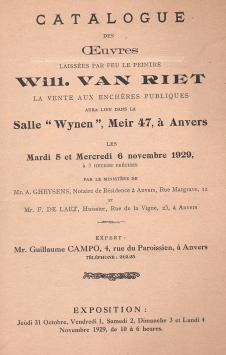 CATALOGUE
DES
Œuvres
LAISSÉES PAR FEU LE PEINTRE
Will. VAN RIET
LA VENTE AUX ENCHÈRES PUBLIQUES
AURA LIEU DANS LA
Salle "Wynen", Meir 47, à Anvers
LES
Mardi 5 et Mercredi 6 novembre 1929,
à 7 heures précises
PAR LE MINISTÈRE DE
Mr. A. GHEYSENS, Notaire de Résidence à Anvers, Rue Margrave, 12
et
Mr. F. DE LAET, Huissier, Rue de la Vigne, 23, à Anvers
EXPERT:
Mr. Guillaume CAMPO, 4, rue du Paroissien, à Anvers
TÉLÉPHONE:
EXPOSITION:
Jeudi 31 Octobre, Vendredi 1, Samedi 2, Dimanche 3 et Lundi 4
Novembre 1929, de 10 à 6 heures.